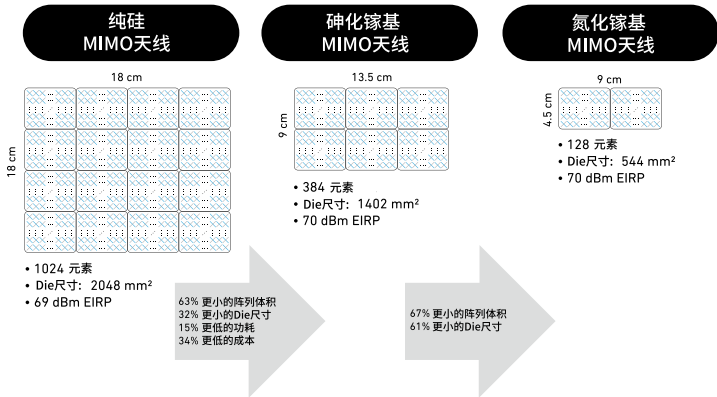 纯硅
MIMO天线
砷化镓基
MIMO天线
氮化镓基
MIMO天线
18 cm
18 cm
• 1024 元素
• Die尺寸: 2048 mm²
• 69 dBm EIRP
13.5 cm
9 cm
• 384 元素
• Die尺寸: 1402 mm²
• 70 dBm EIRP
9 cm
4.5 cm
• 128 元素
• Die尺寸: 544 mm²
• 70 dBm EIRP
63% 更小的阵列体积
32% 更小的Die尺寸
15% 更低的功耗
34% 更低的成本
67% 更小的阵列体积
61% 更小的Die尺寸